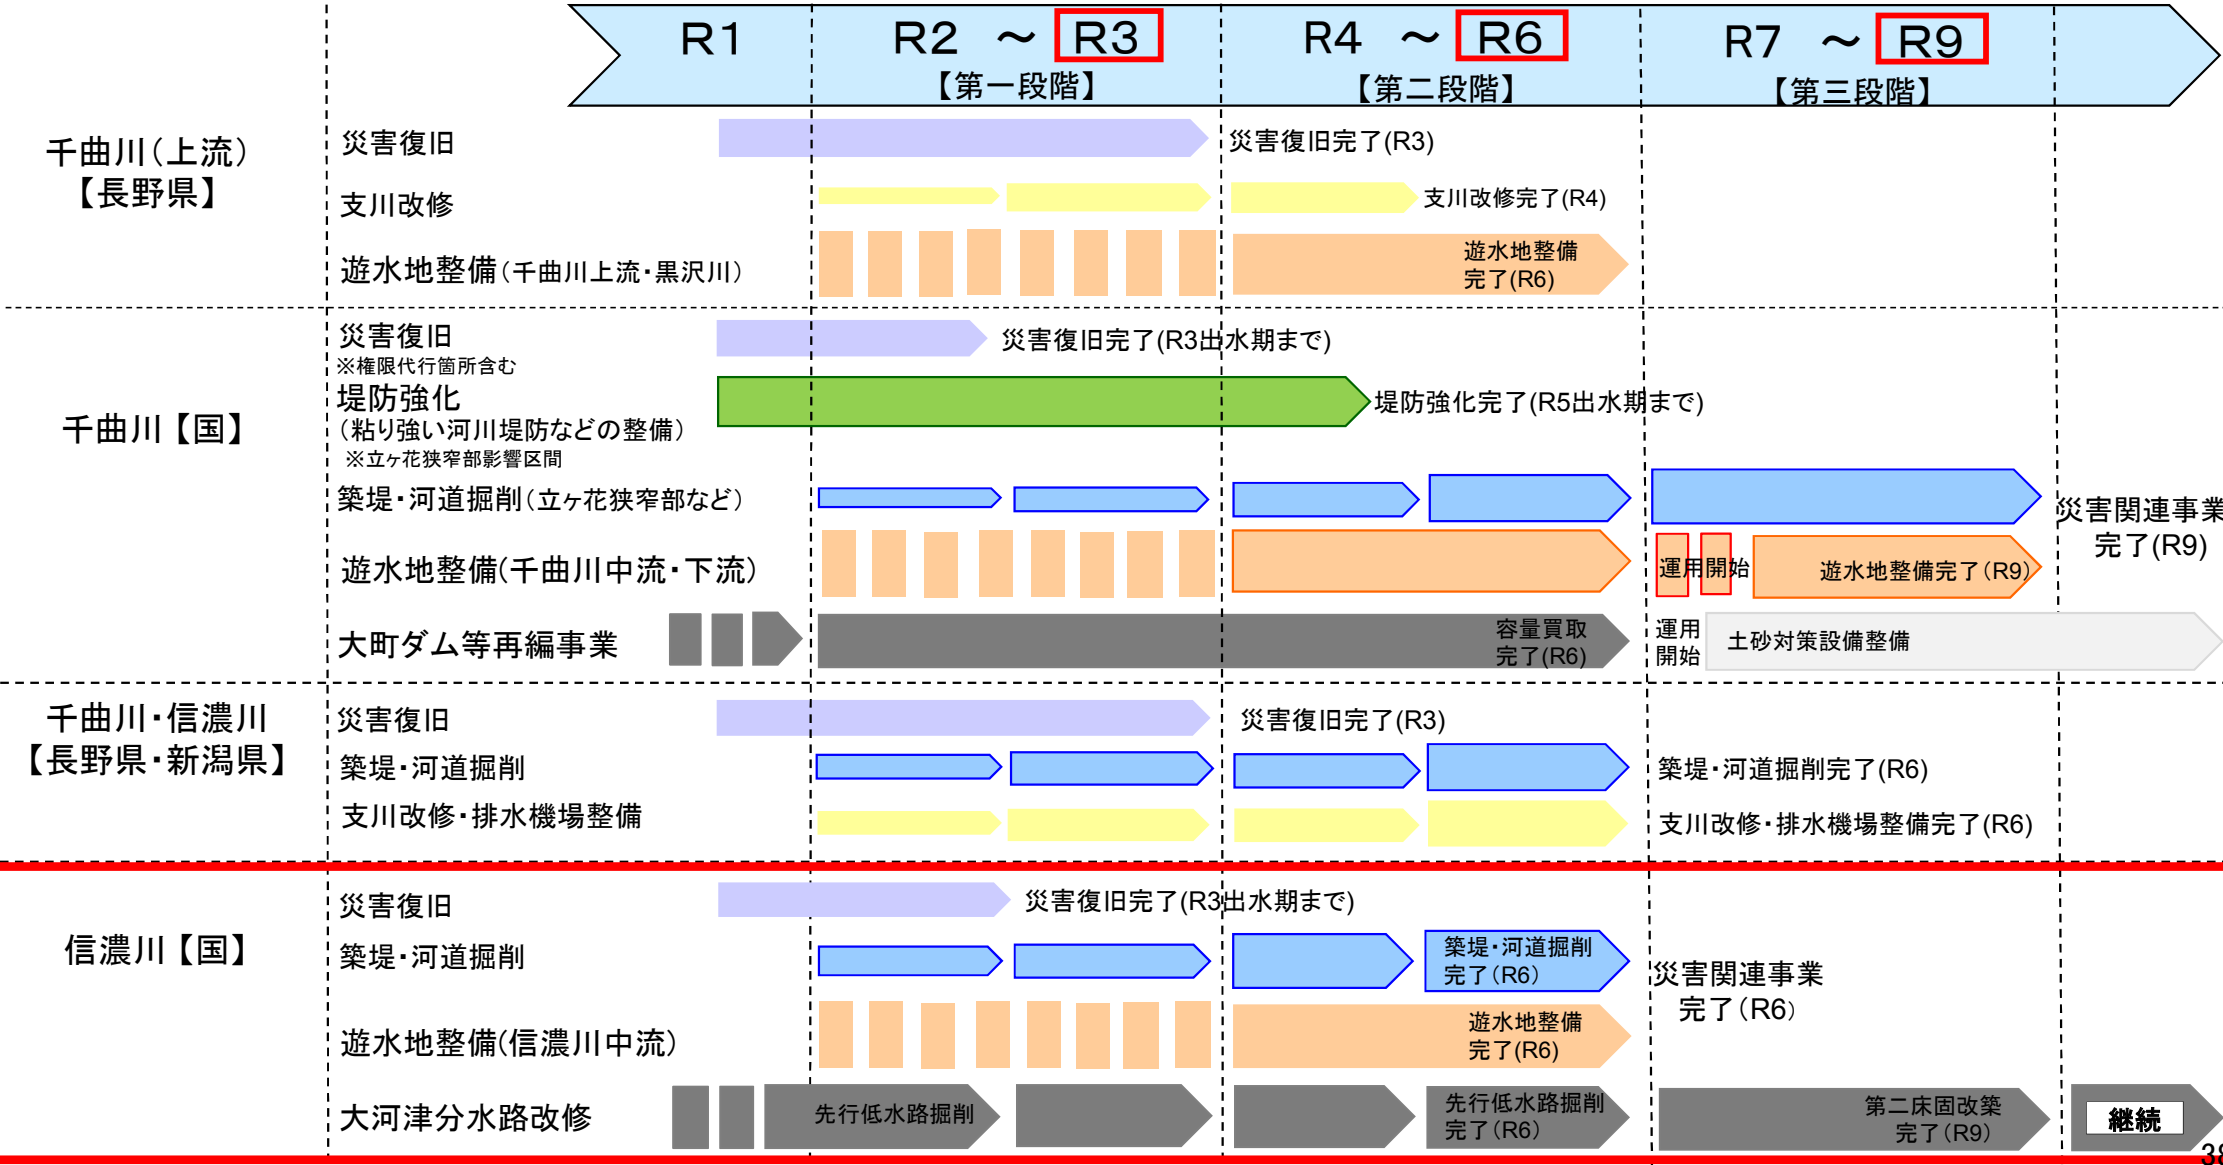 R1
R2 ～ R3
【第一段階】
R4 ～ R6
【第二段階】
R7 ～ R9
【第三段階】
千曲川（上流）
【長野県】
災害復旧
災害復旧完了(R3)
支川改修
支川改修完了(R4)
遊水地整備（千曲川上流・黒沢川）
遊水地整備
完了(R6)
千曲川【国】
災害復旧
※権限代行箇所含む
災害復旧完了(R3出水期まで)
堤防強化
（粘り強い河川堤防などの整備）
※立ヶ花狭窄部影響区間
堤防強化完了(R5出水期まで)
築堤・河道掘削（立ヶ花狭窄部など）
災害関連事業
完了(R9)
遊水地整備(千曲川中流・下流)
運用開始
遊水地整備完了（R9）
大町ダム等再編事業
容量買取
完了(R6)
運用
開始
土砂対策設備整備
千曲川・信濃川
【長野県・新潟県】
災害復旧
災害復旧完了(R3)
築堤・河道掘削
築堤・河道掘削完了(R6)
支川改修・排水機場整備
支川改修・排水機場整備完了(R6)
信濃川【国】
災害復旧
災害復旧完了(R3出水期まで)
築堤・河道掘削
築堤・河道掘削
完了（R6）
災害関連事業
完了（R6）
遊水地整備(信濃川中流)
遊水地整備
完了(R6)
大河津分水路改修
先行低水路掘削
先行低水路掘削
完了（R6）
第二床固改築
完了（R9）
継続
38